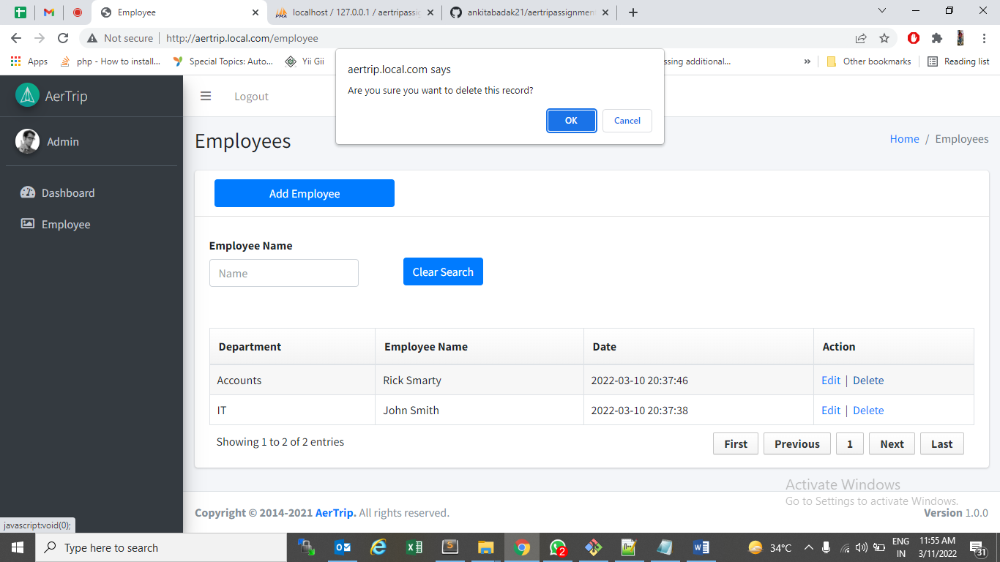 Employee
localhost / 127.0.0.1 / aertripassig
ankitabadak21/aertripassignment
Not secure
http://aertrip.local.com/employee
Apps
php - How to install...
Special Topics: Auto...
Yii Gii
ssing additional...
»
Other bookmarks
Reading list
aertrip.local.com says
Are you sure you want to delete this record?
OK
Cancel
AerTrip
Logout
Admin
Employees
Home / Employees
Dashboard
Employee
Add Employee
Employee Name
Name
Clear Search
Department Employee Name Date Action
Accounts Rick Smarty 2022-03-10 20:37:46 Edit | Delete
IT John Smith 2022-03-10 20:37:38 Edit | Delete
Showing 1 to 2 of 2 entries
First Previous 1 Next Last
Activate Windows
Go to Settings to activate Windows.
Copyright © 2014-2021 AerTrip. All rights reserved.
Version 1.0.0
javascript:void(0);
Type here to search
2
34°C
ENG
IN
11:55 AM
3/11/2022
31